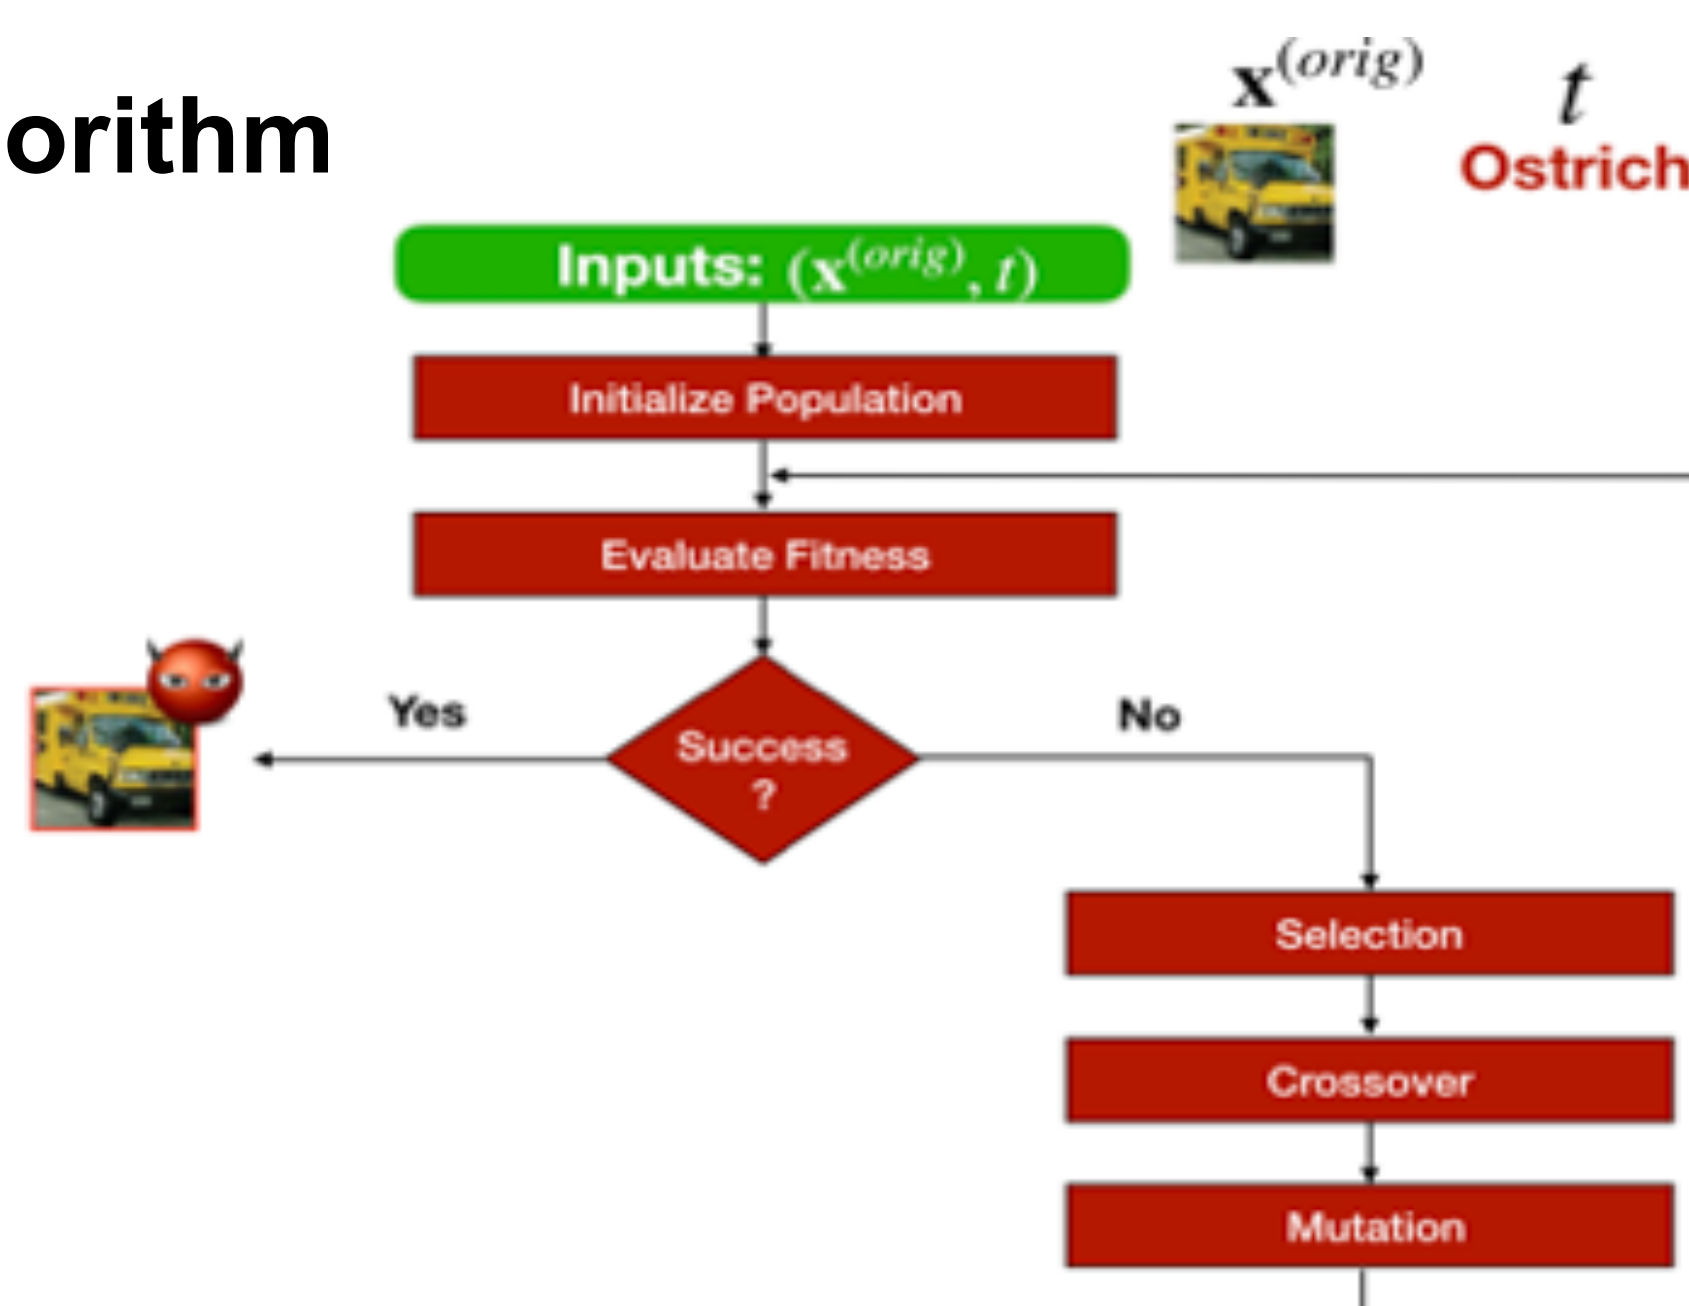 x^(orig) t
orithm
Ostrich
Inputs: (x^(orig), t)
Initialize Population
Evaluate Fitness
Yes
No
Success
?
Selection
Crossover
Mutation